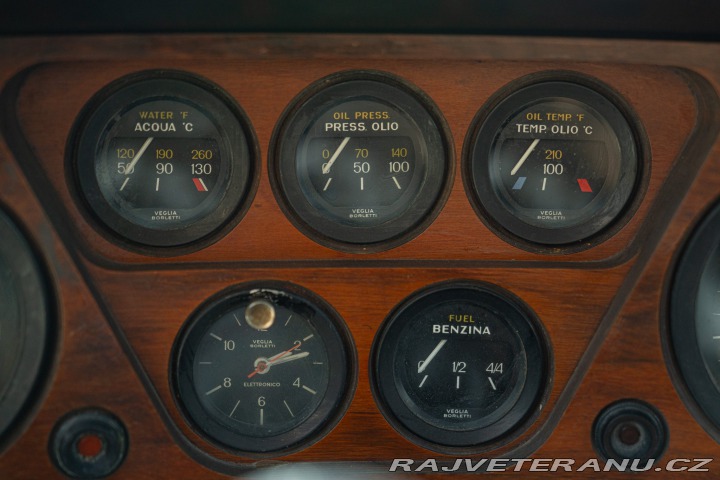 WATER °F
ACQUA °C
120 190 260
50 90 130
VEGLIA
BORLETTI
OIL PRESS.
PRESS. OLIO
0 70 140
0 50 100
VEGLIA
BORLETTI
OIL TEMP. °F
TEMP. OLIO °C
210
100
VEGLIA
BORLETTI
VEGLIA
BORLETTI
10 2
8 4
ELETTRONICO
6
FUEL
BENZINA
0 1/2 4/4
VEGLIA
BORLETTI
RAJVETERANU.CZ